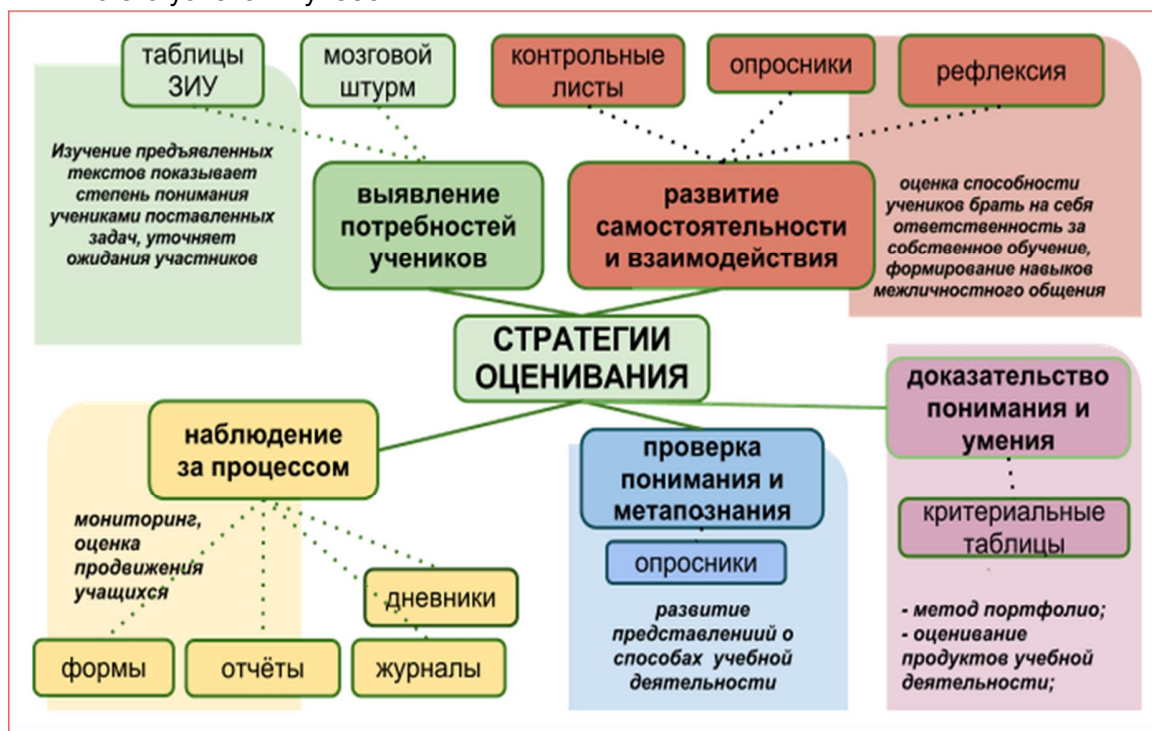 таблицы
ЗИУ
мозговой
штурм
контрольные
листы
опросники
рефлексия
Изучение предъявленных
текстов показывает
степень понимания
учениками поставленных
задач, уточняет
ожидания участников
выявление
потребностей
учеников
развитие
самостоятельности
и взаимодействия
оценка способности
учеников брать на себя
ответственность за
собственное обучение,
формирование навыков
межличностного общения
СТРАТЕГИИ
ОЦЕНИВАНИЯ
наблюдение
за процессом
мониторинг,
оценка
продвижения
учащихся
дневники
формы
отчёты
журналы
проверка
понимания и
метапознания
опросники
развитие
представлениий о
способах учебной
деятельности
доказательство
понимания и
умения
критериальные
таблицы
- метод портфолио;
- оценивание
продуктов учебной
деятельности;